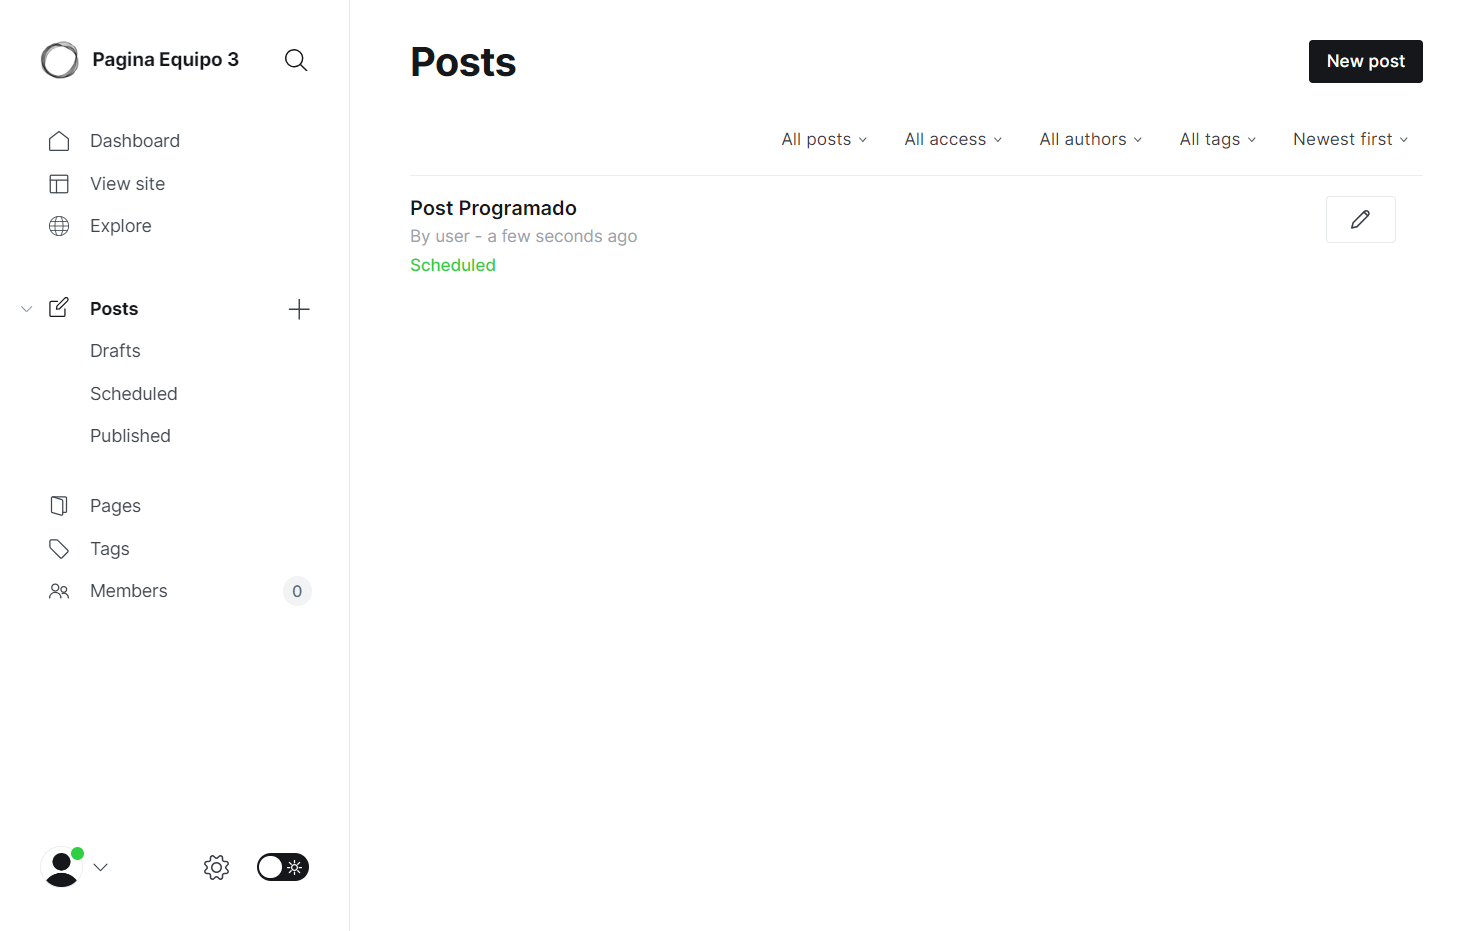 Pagina Equipo 3
Dashboard
View site
Explore
Posts
Drafts
Scheduled
Published
Pages
Tags
Members
0
Posts
New post
All posts
All access
All authors
All tags
Newest first
Post Programado
By user - a few seconds ago
Scheduled